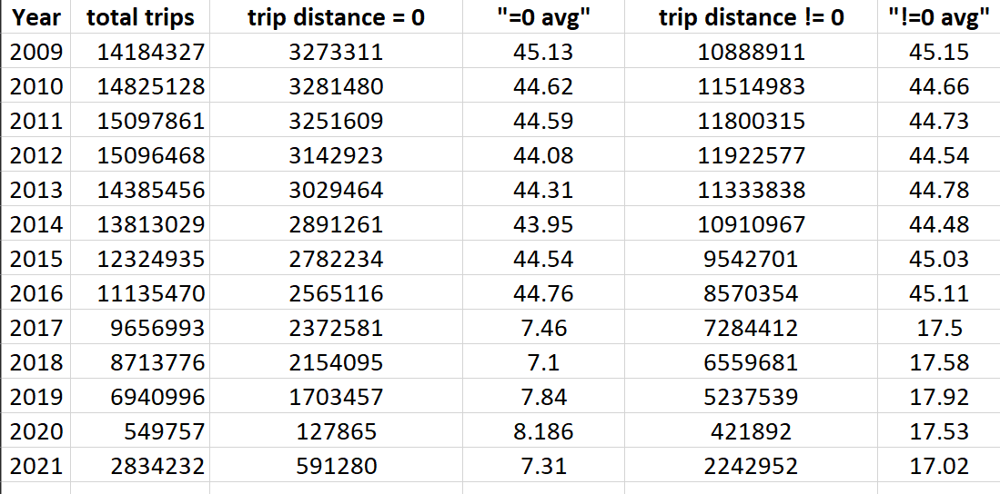 Year total trips trip distance = 0 "=0 avg" trip distance != 0 "!=0 avg"
2009 14184327 3273311 45.13 10888911 45.15
2010 14825128 3281480 44.62 11514983 44.66
2011 15097861 3251609 44.59 11800315 44.73
2012 15096468 3142923 44.08 11922577 44.54
2013 14385456 3029464 44.31 11333838 44.78
2014 13813029 2891261 43.95 10910967 44.48
2015 12324935 2782234 44.54 9542701 45.03
2016 11135470 2565116 44.76 8570354 45.11
2017 9656993 2372581 7.46 7284412 17.5
2018 8713776 2154095 7.1 6559681 17.58
2019 6940996 1703457 7.84 5237539 17.92
2020 549757 127865 8.186 421892 17.53
2021 2834232 591280 7.31 2242952 17.02